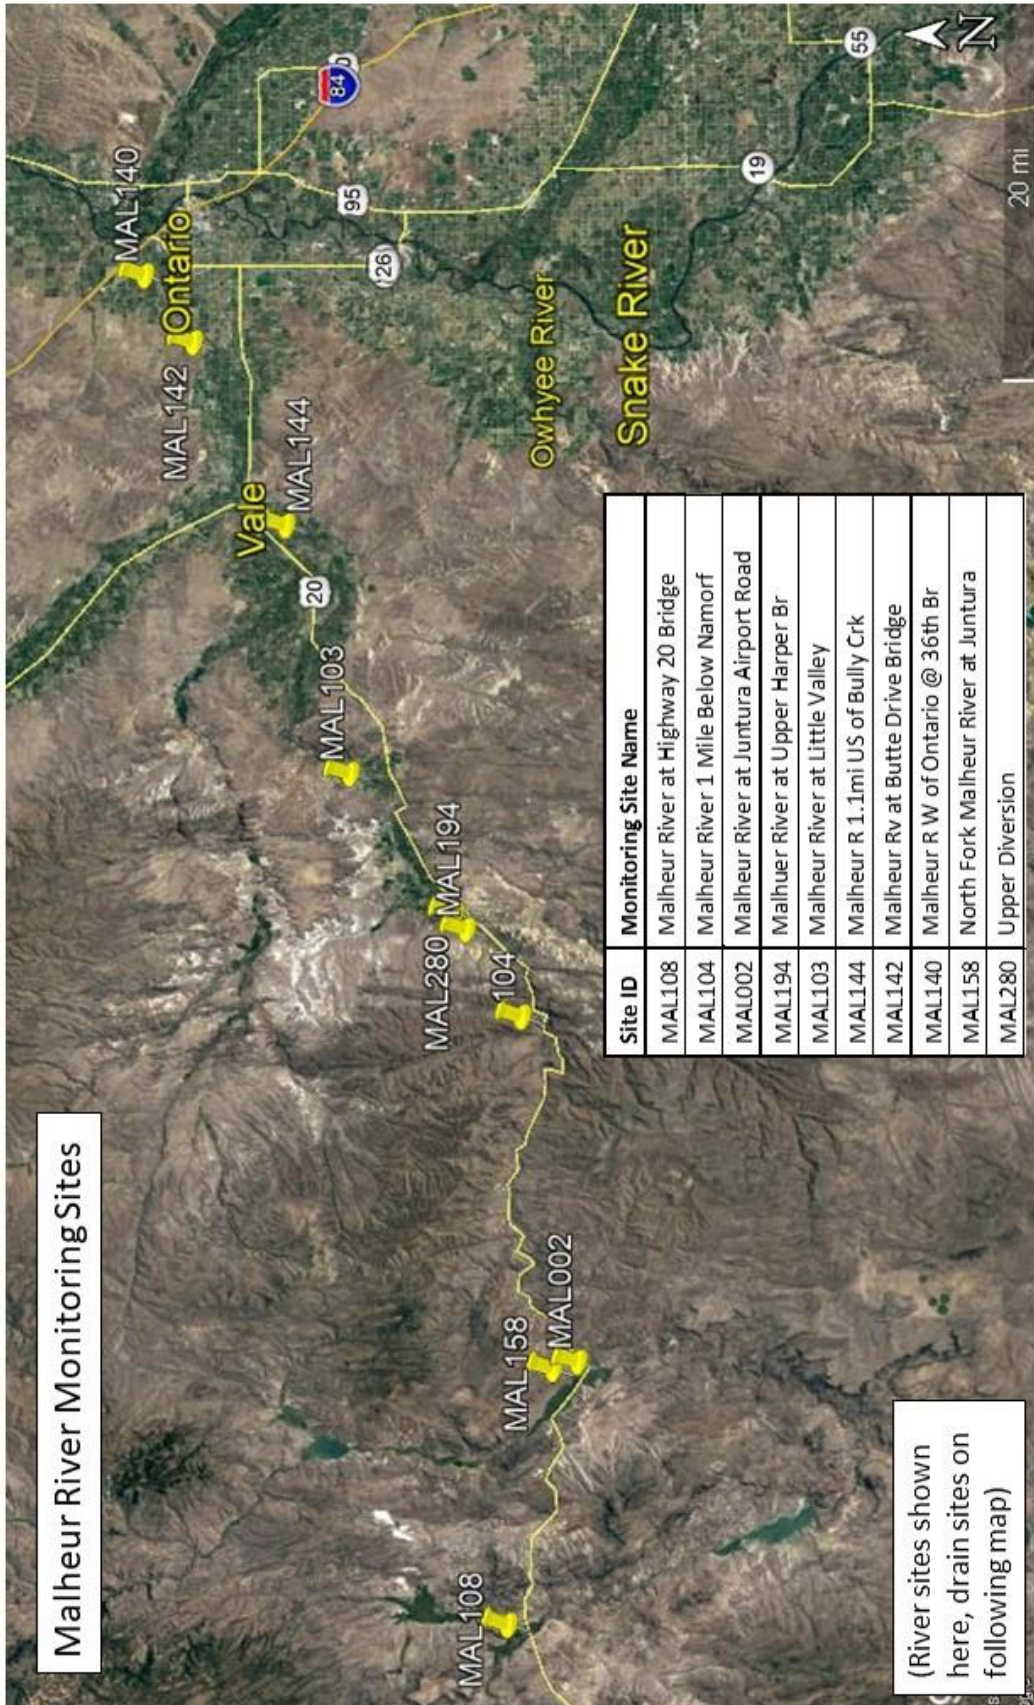 Malheur River Monitoring Sites
MAL140
Ontario
MAL142
84
95
26
55
19
Vale
MAL144
20
MAL103
MAL194
MAL280
104
Owhyee River
Snake River
MAL158
MAL002
MAL108
N
20 mi
Site ID Monitoring Site Name
MAL108 Malheur River at Highway 20 Bridge
MAL104 Malheur River 1 Mile Below Namorf
MAL002 Malheur River at Juntura Airport Road
MAL194 Malhuer River at Upper Harper Br
MAL103 Malheur River at Little Valley
MAL144 Malheur R 1.1mi US of Bully Crk
MAL142 Malheur Rv at Butte Drive Bridge
MAL140 Malheur R W of Ontario @ 36th Br
MAL158 North Fork Malheur River at Juntura
MAL280 Upper Diversion
(River sites shown
here, drain sites on
following map)